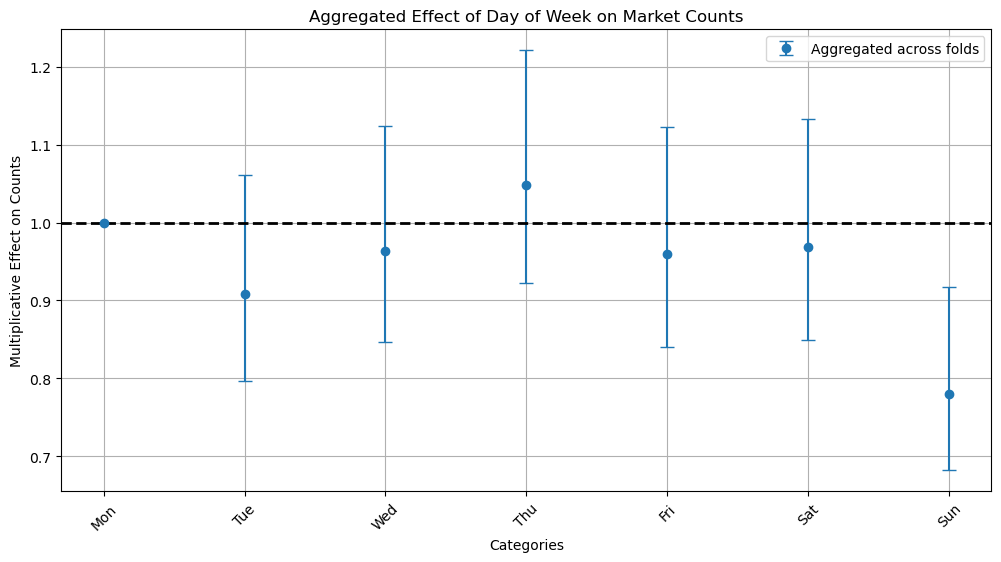 Aggregated Effect of Day of Week on Market Counts
Aggregated across folds
Multiplicative Effect on Counts
1.2
1.1
1.0
0.9
0.8
0.7
Mon
Tue
Wed
Thu
Fri
Sat
Sun
Categories